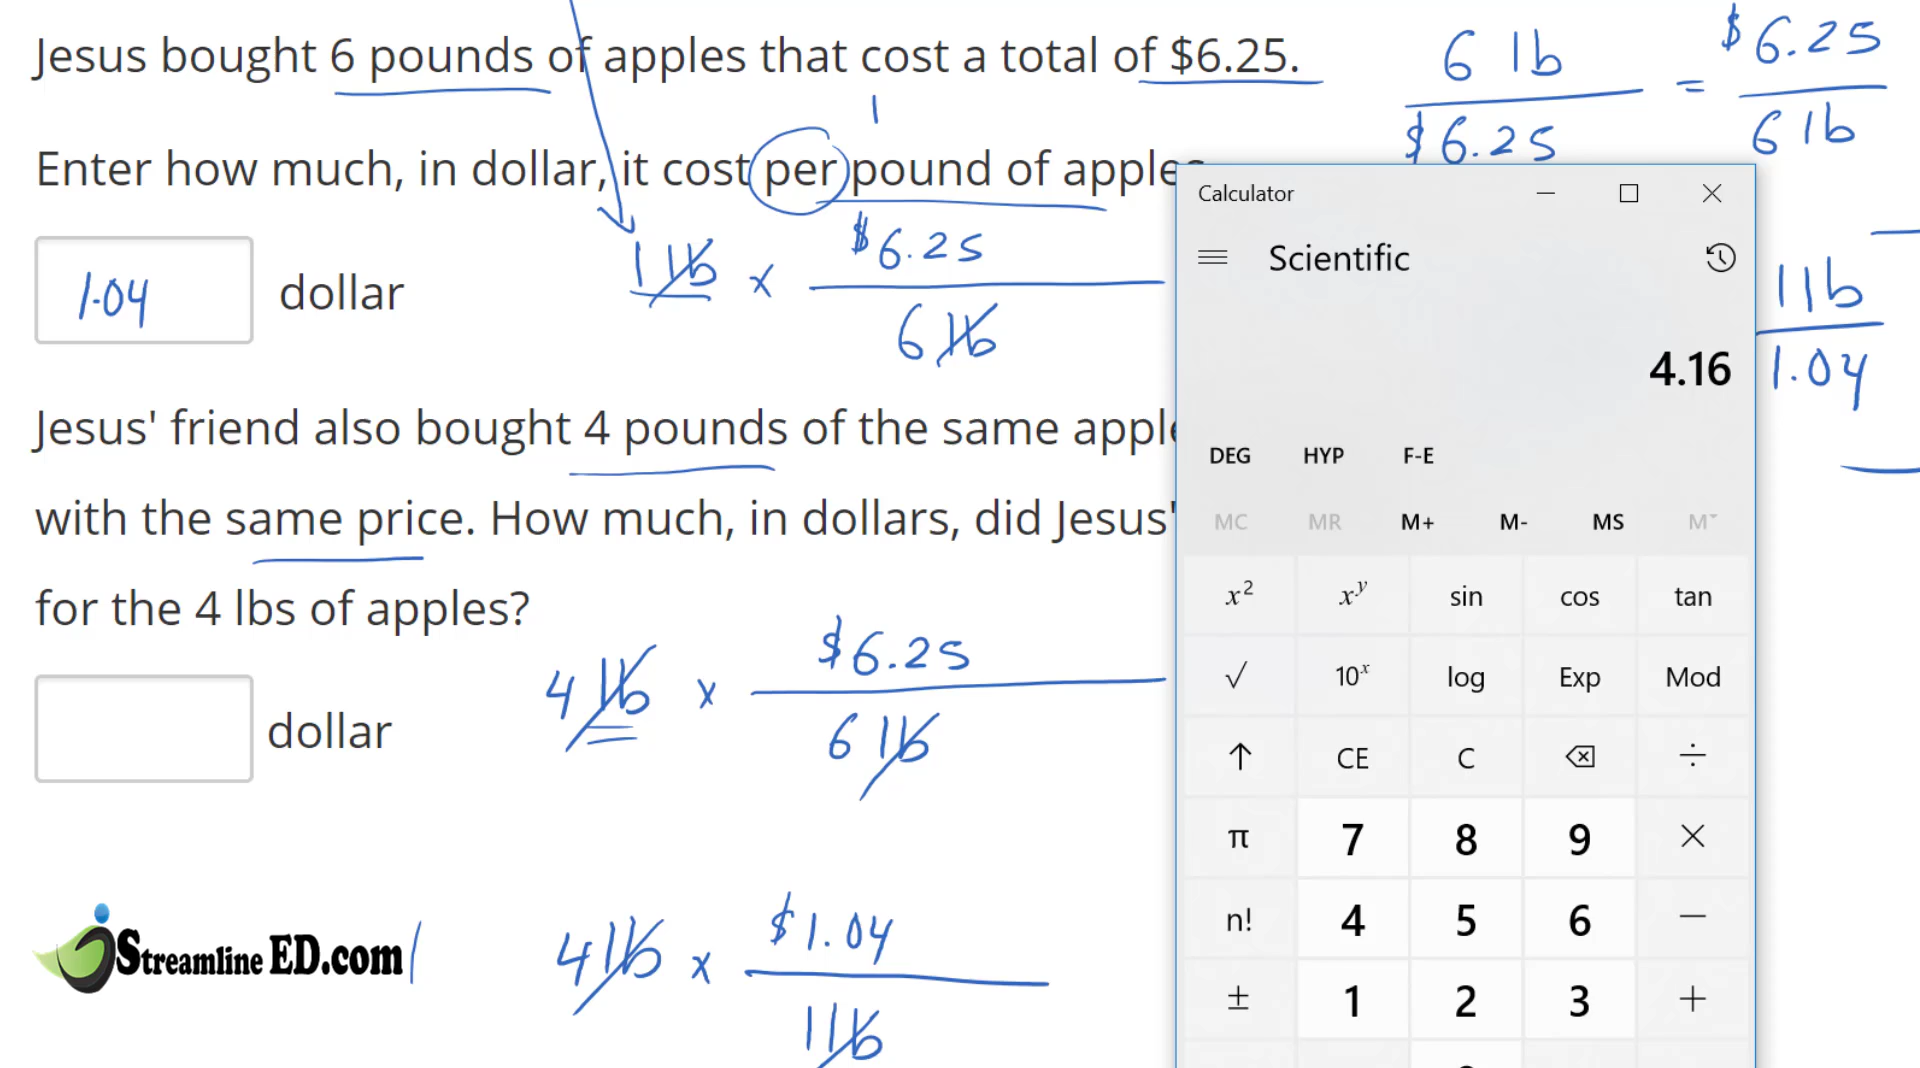 Jesus bought 6 pounds of apples that cost a total of $6.25.
6 lb
$6.25
=
$6.25
6 lb
1
Enter how much, in dollar, it cost per pound of apples
1.04 dollar
1 lb x $6.25
6 lb
1 lb
1.04
Jesus' friend also bought 4 pounds of the same apple
with the same price. How much, in dollars, did Jesus'
for the 4 lbs of apples?
dollar
4 lb x $6.25
6 lb
StreamlineED.com
4 lb x $1.04
1 lb
Calculator
Scientific
4.16
DEG HYP F-E
MC MR M+ M- MS M˅
x² xʸ sin cos tan
√ 10ˣ log Exp Mod
↑ CE C ⌫ ÷
π 7 8 9 ×
n! 4 5 6 −
± 1 2 3 +